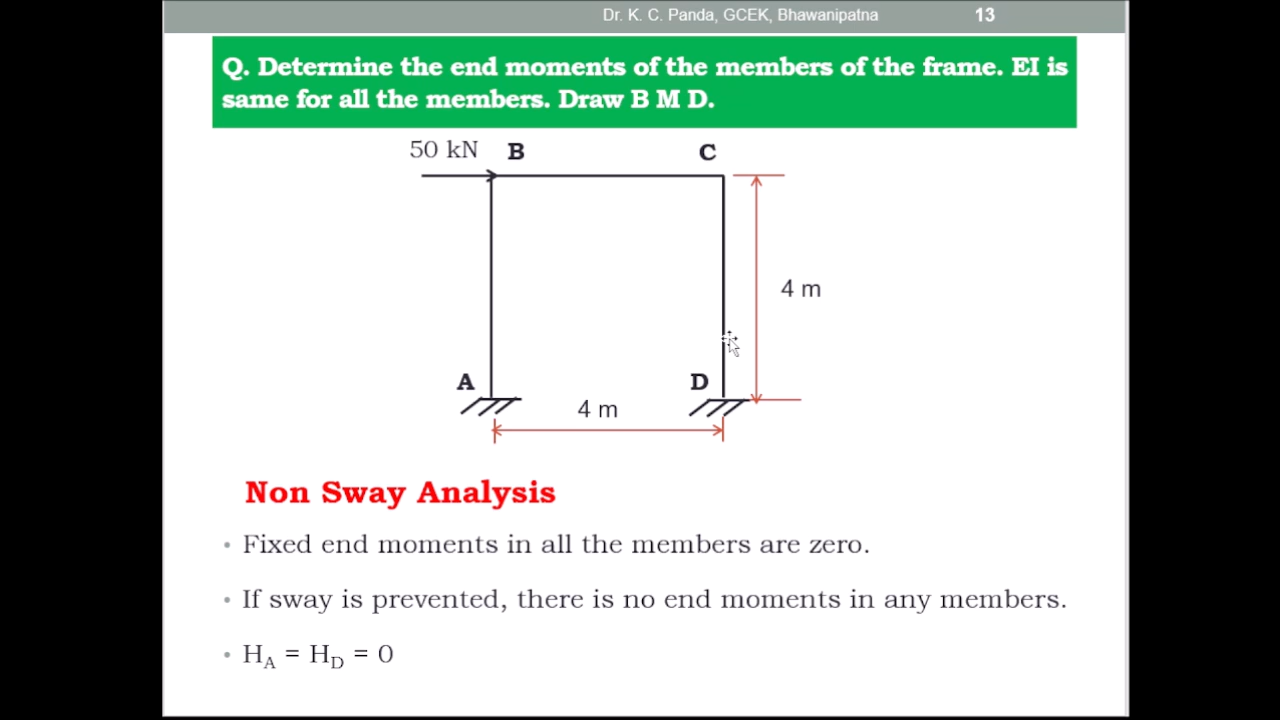 Dr. K. C. Panda, GCEK, Bhawanipatna 13
Q. Determine the end moments of the members of the frame. EI is
same for all the members. Draw B M D.
50 kN B C
4 m
A D
4 m
Non Sway Analysis
• Fixed end moments in all the members are zero.
• If sway is prevented, there is no end moments in any members.
• H_A = H_D = 0